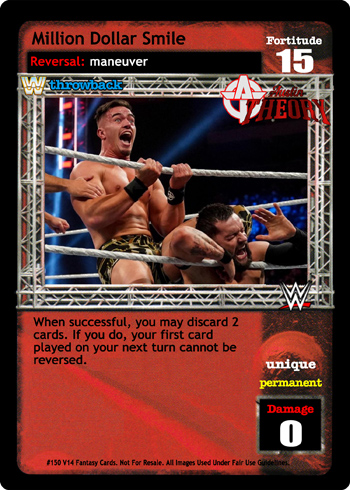 Million Dollar Smile
Fortitude
15
Reversal: maneuver
W throwback
A Austin
THEORY
W
When successful, you may discard 2
cards. If you do, your first card
played on your next turn cannot be
reversed.
unique
permanent
Damage
0
#150 V14 Fantasy Cards. Not For Resale. All Images Used Under Fair Use Guidelines.